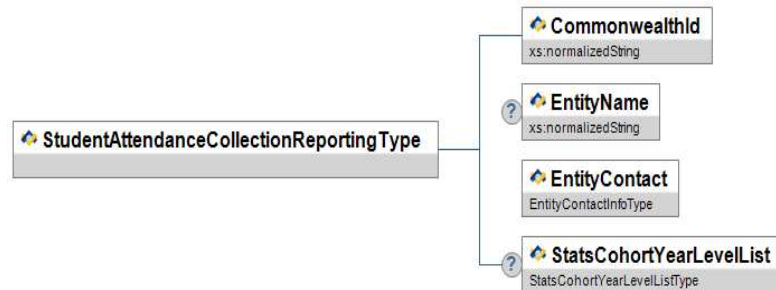 CommonwealthId
xs:normalizedString
?
EntityName
xs:normalizedString
StudentAttendanceCollectionReportingType
EntityContact
EntityContactInfoType
?
StatsCohortYearLevelList
StatsCohortYearLevelListType